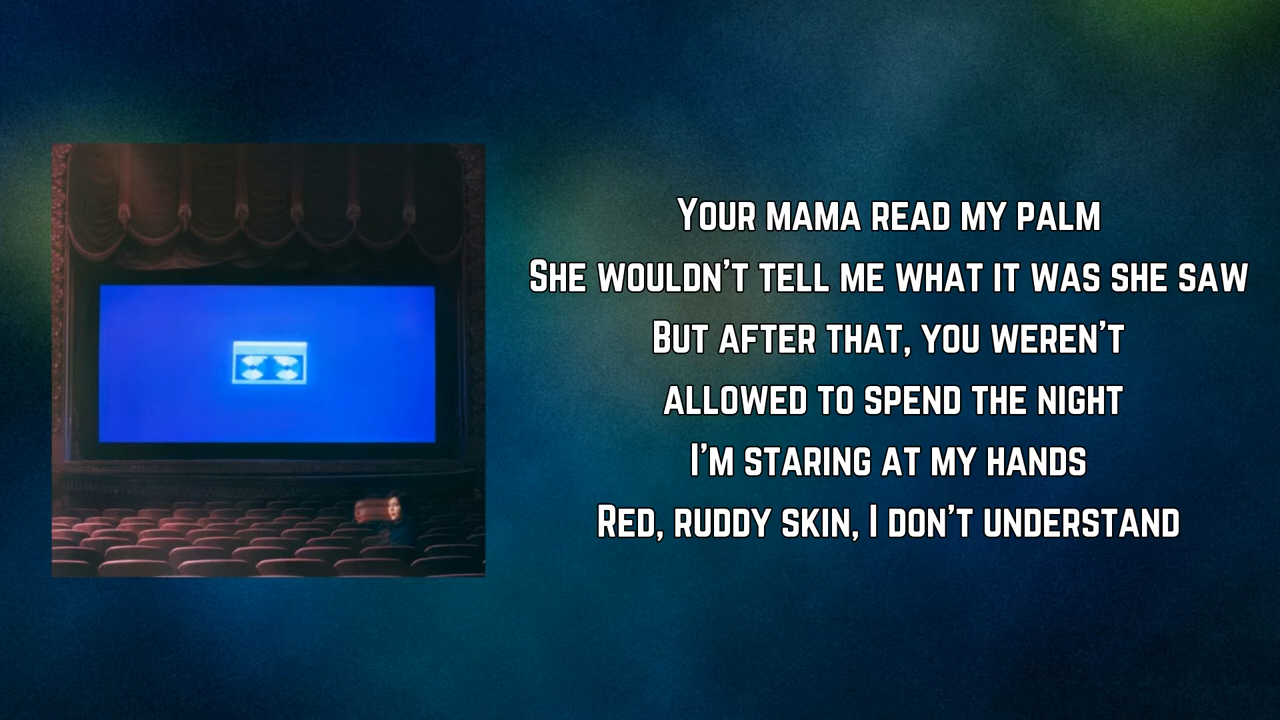 Your mama read my palm
She wouldn't tell me what it was she saw
But after that, you weren't
allowed to spend the night
I'm staring at my hands
Red, ruddy skin, I don't understand